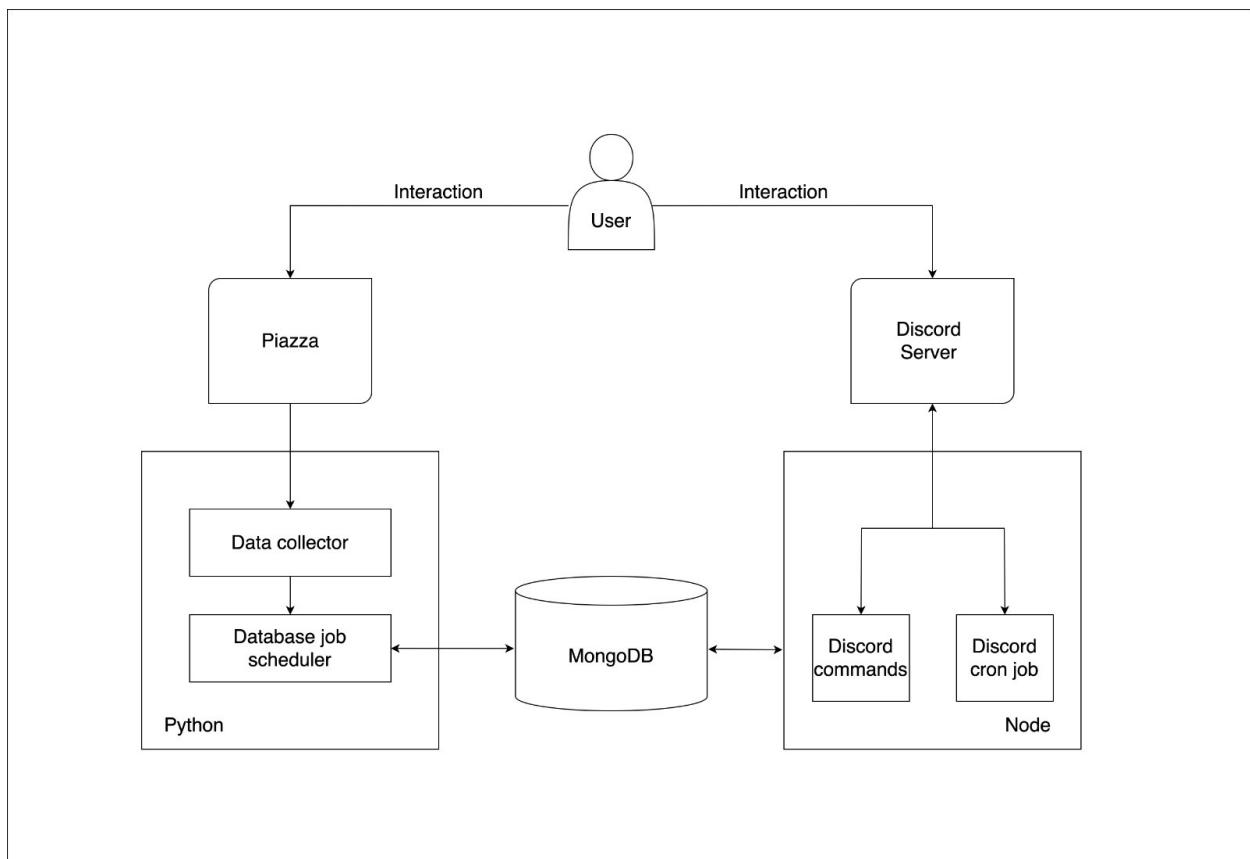 Interaction
Interaction
User
Piazza
Discord
Server
Data collector
Database job
scheduler
MongoDB
Discord
commands
Discord
cron job
Python
Node